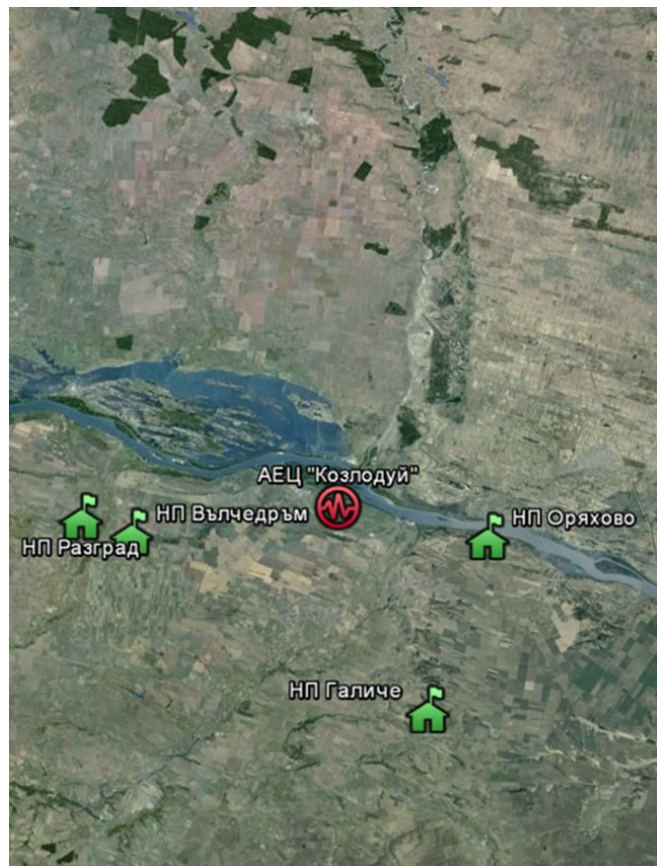 АЕЦ "Козлодуй"
НП Вълчедръм
НП Оряхово
НП Разград
НП Галиче